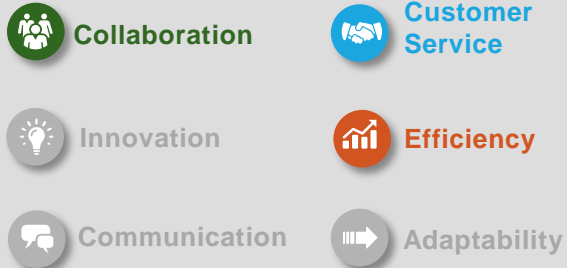 Collaboration
Customer
Service
Innovation
Efficiency
Communication
Adaptability